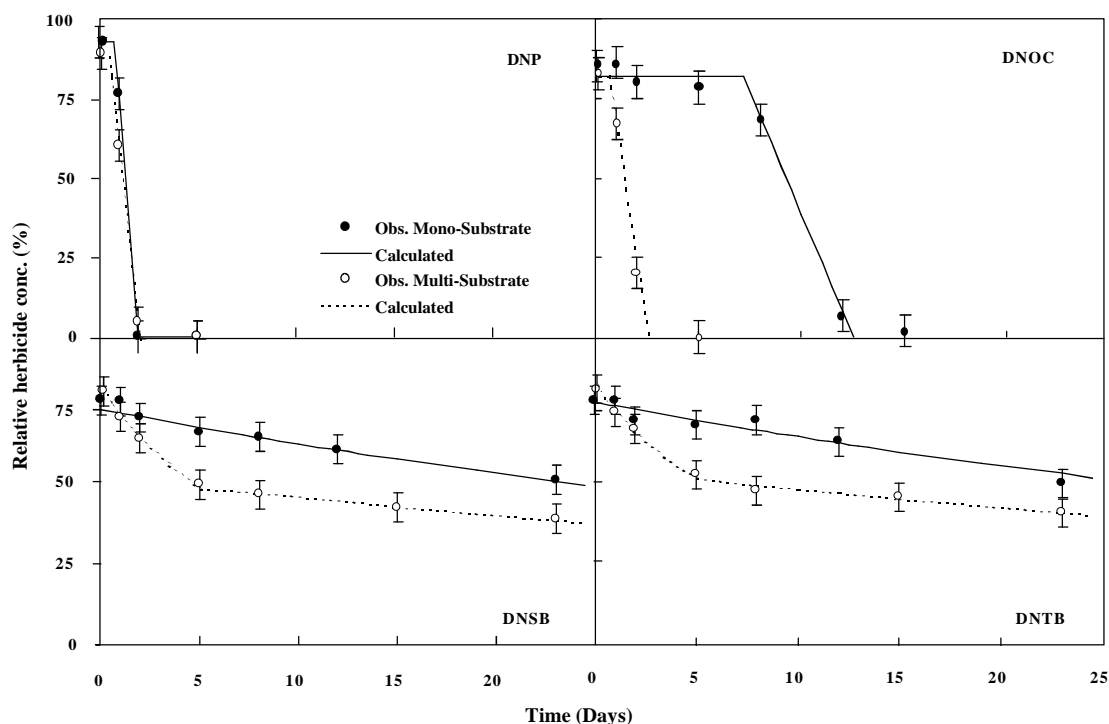 100
75
50
25
0
DNP
DNOC
Obs. Mono-Substrate
Calculated
Obs. Multi-Substrate
Calculated
Relative herbicide conc. (%)
75
50
25
0
DNSB
DNTB
0 5 10 15 20 0 5 10 15 20 25
Time (Days)